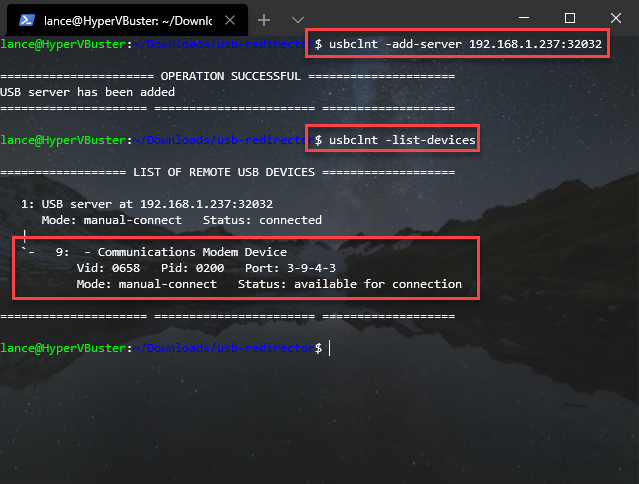 lance@HyperVBuster: ~/Downlo
lance@HyperVBuster:~/Downloads/usb-redirector$ usbclnt -add-server 192.168.1.237:32032
====================== OPERATION SUCCESSFUL =====================
USB server has been added
===================== ======================= ===================
lance@HyperVBuster:~/Downloads/usb-redirector$ usbclnt -list-devices
================== LIST OF REMOTE USB DEVICES ===================
1: USB server at 192.168.1.237:32032
Mode: manual-connect Status: connected
|
`- 9: - Communications Modem Device
Vid: 0658 Pid: 0200 Port: 3-9-4-3
Mode: manual-connect Status: available for connection
===================== ======================= ===================
lance@HyperVBuster:~/Downloads/usb-redirector$